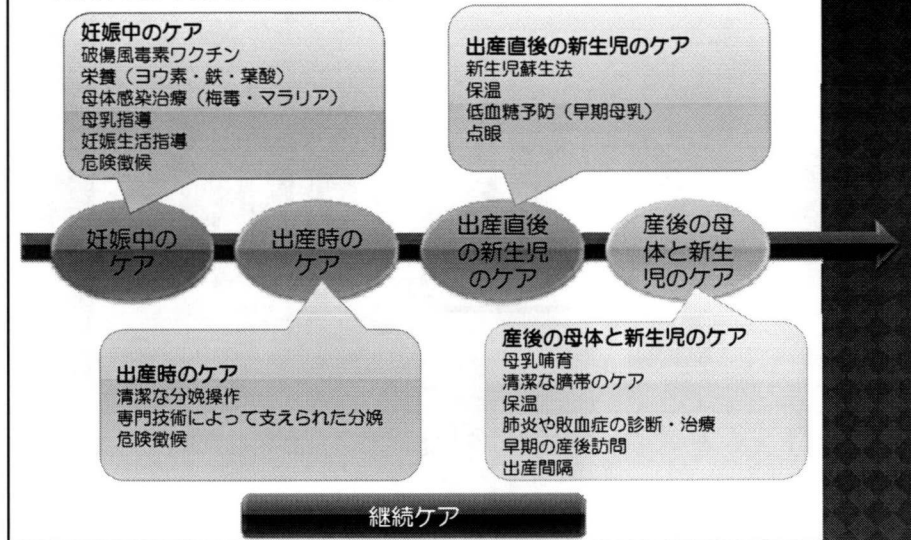 妊娠中のケア
破傷風毒素ワクチン
栄養（ヨウ素・鉄・葉酸）
母体感染治療（梅毒・マラリア）
母乳指導
妊娠生活指導
危険徴候
出産直後の新生児のケア
新生児蘇生法
保温
低血糖予防（早期母乳）
点眼
妊娠中の
ケア
出産時の
ケア
出産直後
の新生児
のケア
産後の母
体と新生
児のケア
出産時のケア
清潔な分娩操作
専門技術によって支えられた分娩
危険徴候
産後の母体と新生児のケア
母乳哺育
清潔な臍帯のケア
保温
肺炎や敗血症の診断・治療
早期の産後訪問
出産間隔
継続ケア